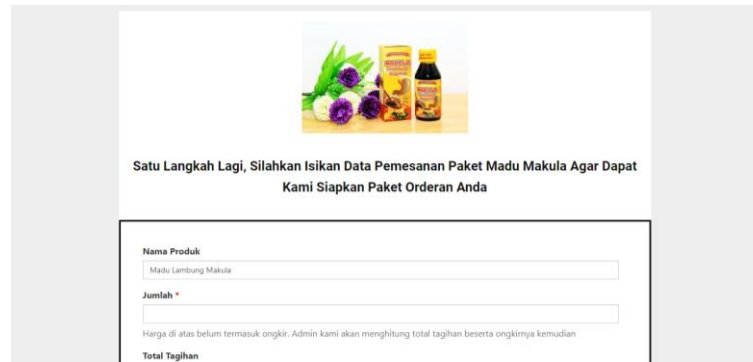 MAKULA
Satu Langkah Lagi, Silahkan Isikan Data Pemesanan Paket Madu Makula Agar Dapat
Kami Siapkan Paket Orderan Anda
Nama Produk
Madu Lambung Makula
Jumlah *
Harga di atas belum termasuk ongkir. Admin kami akan menghitung total tagihan beserta ongkirnya kemudian
Total Tagihan